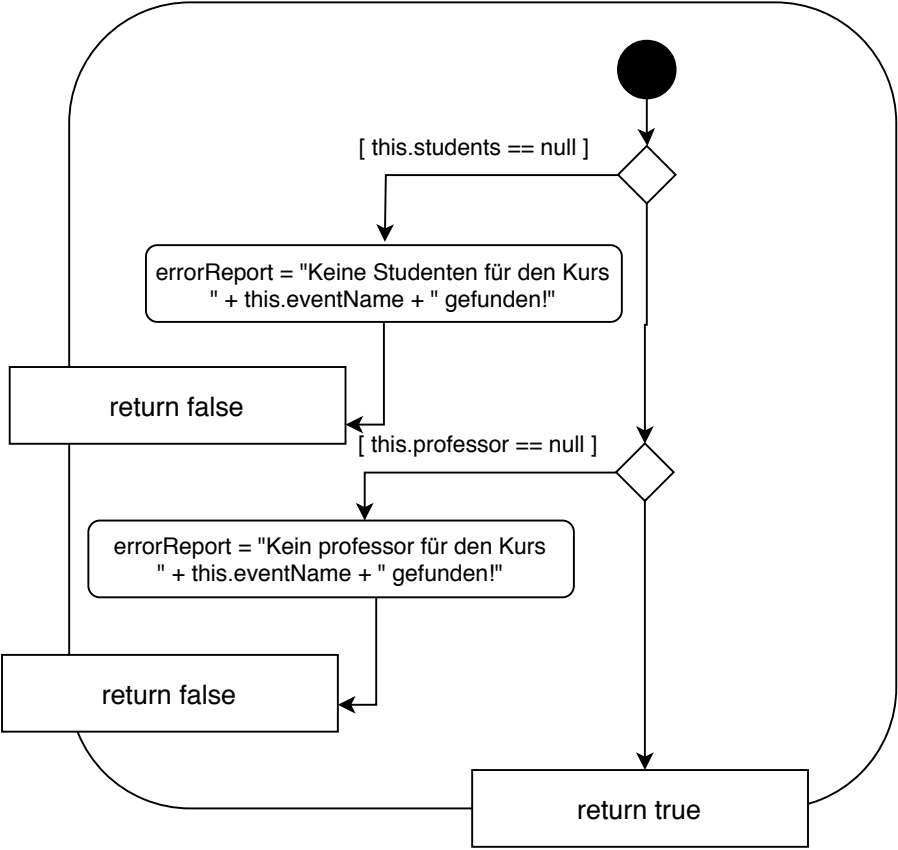 [ this.students == null ]
errorReport = "Keine Studenten für den Kurs
" + this.eventName + " gefunden!"
return false
[ this.professor == null ]
errorReport = "Kein professor für den Kurs
" + this.eventName + " gefunden!"
return false
return true